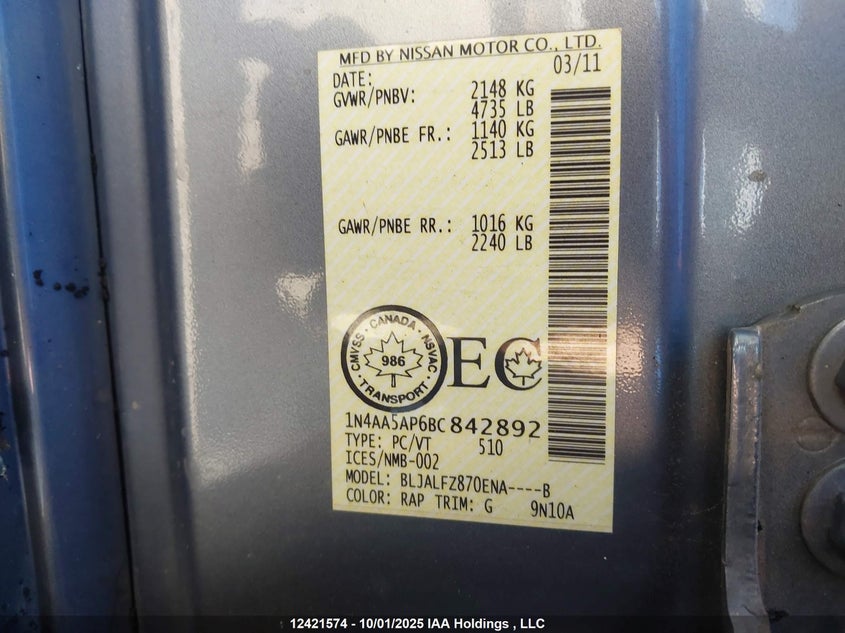 MFD BY NISSAN MOTOR CO., LTD.
DATE: 03/11
GVWR/PNBV: 2148 KG
4735 LB
GAWR/PNBE FR.: 1140 KG
2513 LB
GAWR/PNBE RR.: 1016 KG
2240 LB
CMVSS · CANADA · NSVAC · TRANSPORT ·
986
EC
1N4AA5AP6BC842892
TYPE: PC/VT 510
ICES/NMB-002
MODEL: BLJALFZ870ENA----B
COLOR: RAP TRIM: G 9N10A
12421574 - 10/01/2025 IAA Holdings , LLC